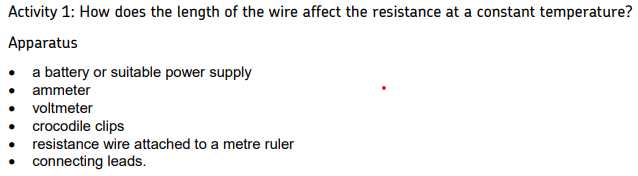 Activity 1: How does the length of the wire affect the resistance at a constant temperature?
Apparatus
• a battery or suitable power supply
• ammeter
• voltmeter
• crocodile clips
• resistance wire attached to a metre ruler
• connecting leads.